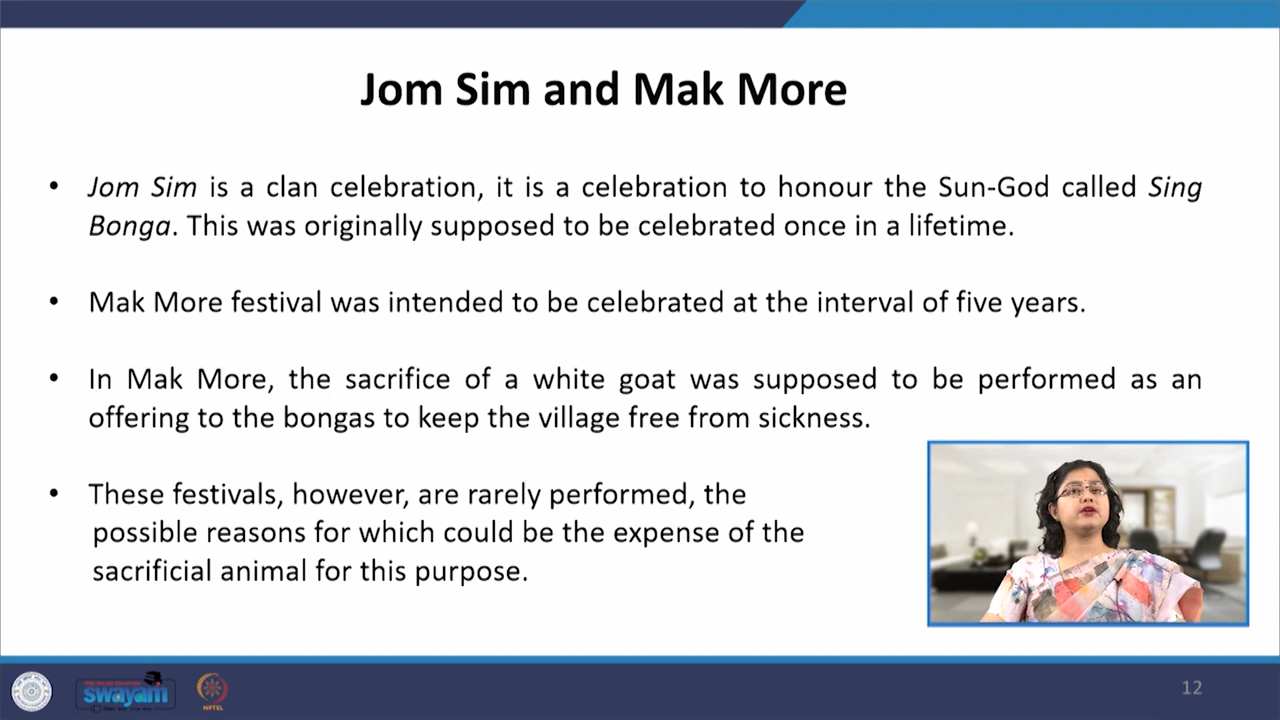 Jom Sim and Mak More
• Jom Sim is a clan celebration, it is a celebration to honour the Sun-God called Sing
Bonga. This was originally supposed to be celebrated once in a lifetime.
• Mak More festival was intended to be celebrated at the interval of five years.
• In Mak More, the sacrifice of a white goat was supposed to be performed as an
offering to the bongas to keep the village free from sickness.
• These festivals, however, are rarely performed, the
possible reasons for which could be the expense of the
sacrificial animal for this purpose.
swayam
NPTEL
12